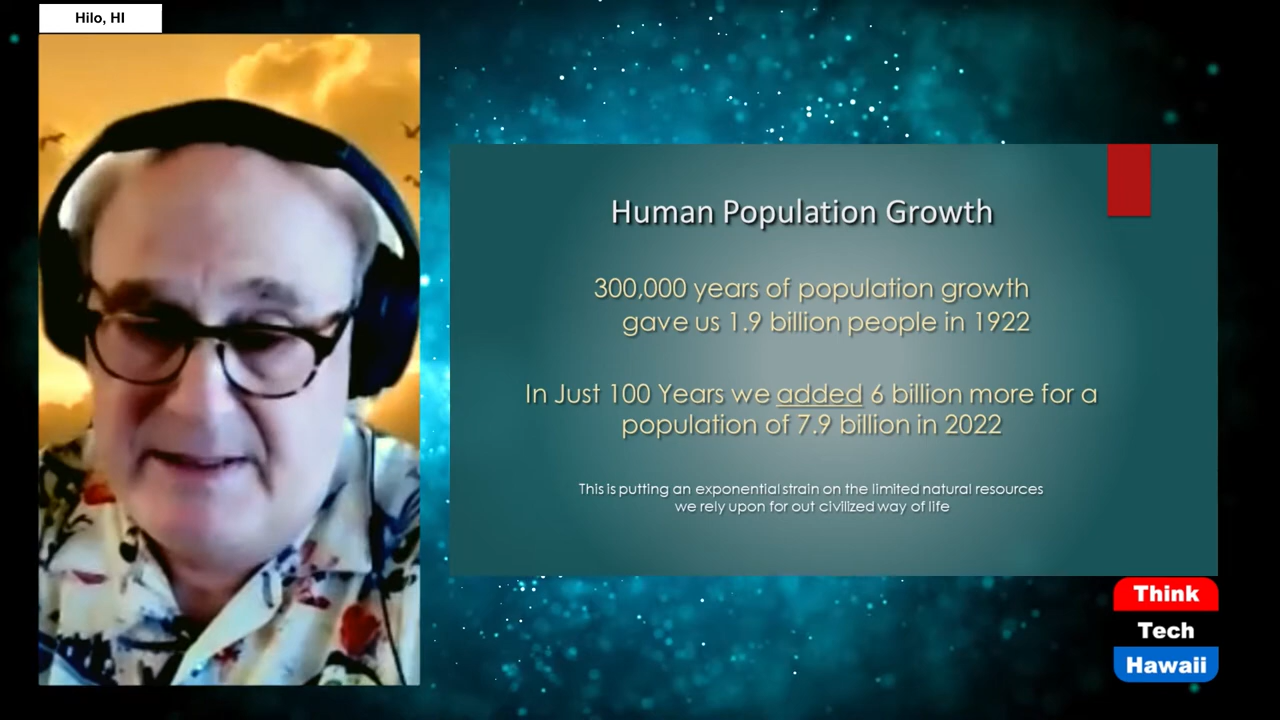 Hilo, HI
Human Population Growth
300,000 years of population growth
gave us 1.9 billion people in 1922
In Just 100 Years we added 6 billion more for a
population of 7.9 billion in 2022
This is putting an exponential strain on the limited natural resources
we rely upon for out civilized way of life
Think
Tech
Hawaii